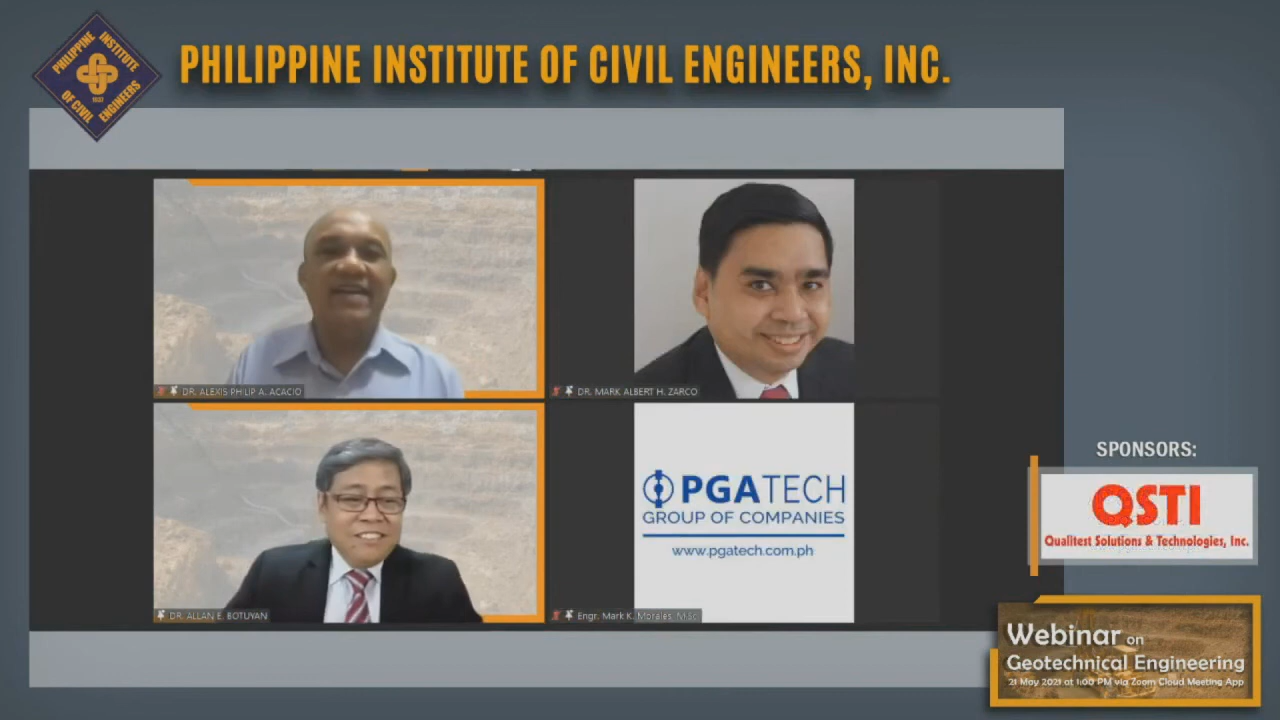 PHILIPPINE INSTITUTE
OF CIVIL ENGINEERS
1937
PHILIPPINE INSTITUTE OF CIVIL ENGINEERS, INC.
DR. ALEXIS PHILIP A. ACACIO
DR. MARK ALBERT H. ZARCO
PGATECH
GROUP OF COMPANIES
www.pgatech.com.ph
DR. ALLAN E. BOTUYAN
Engr. Mark K. Morales, MSc
SPONSORS:
QSTI
Qualitest Solutions & Technologies, Inc.
Webinar on
Geotechnical Engineering
21 May 2021 at 1:00 PM via Zoom Cloud Meeting App